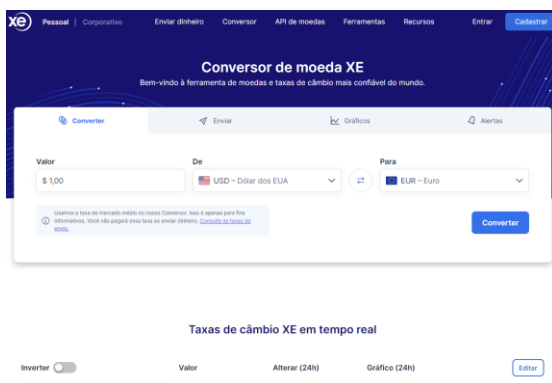 xe Pessoal | Corporativo Enviar dinheiro Conversor API de moedas Ferramentas Recursos Entrar Cadastrar
Conversor de moeda XE
Bem-vindo à ferramenta de moedas e taxas de câmbio mais confiável do mundo.
Converter Enviar Gráficos Alertas
Valor De Para
$ 1,00 USD – Dólar dos EUA EUR – Euro
Usamos a taxa de mercado médio no nosso Conversor. Isso é apenas para fins
informativos. Você não pagará essa taxa ao enviar dinheiro. Consulte as taxas de
envio.
Converter
Taxas de câmbio XE em tempo real
Inverter Valor Alterar (24h) Gráfico (24h) Editar